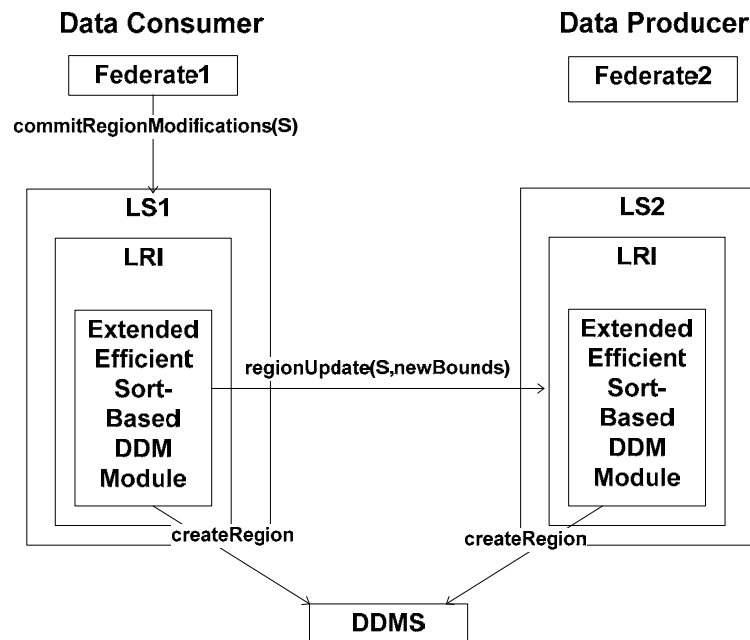 Data Consumer
Data Producer
Federate1
Federate2
commitRegionModifications(S)
LS1
LS2
LRI
LRI
Extended
Efficient
Sort-
Based
DDM
Module
regionUpdate(S,newBounds)
Extended
Efficient
Sort-
Based
DDM
Module
createRegion
createRegion
DDMS